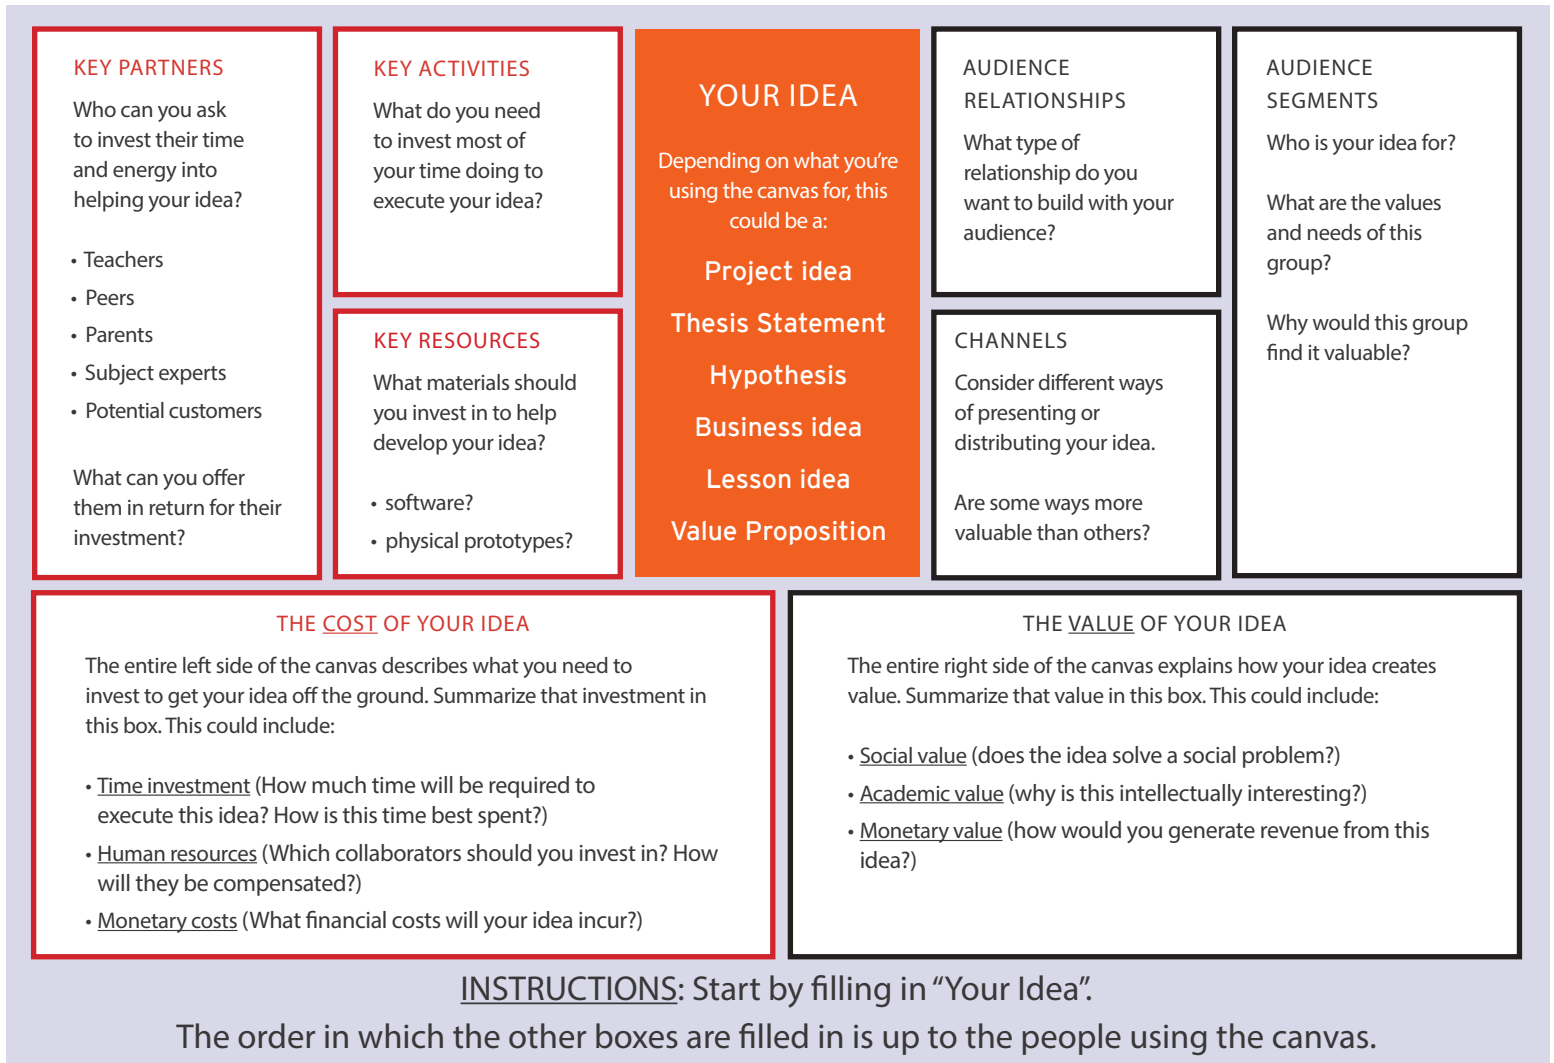 KEY PARTNERS
Who can you ask
to invest their time
and energy into
helping your idea?
• Teachers
• Peers
• Parents
• Subject experts
• Potential customers
What can you offer
them in return for their
investment?
KEY ACTIVITIES
What do you need
to invest most of
your time doing to
execute your idea?
KEY RESOURCES
What materials should
you invest in to help
develop your idea?
• software?
• physical prototypes?
YOUR IDEA
Depending on what you're
using the canvas for, this
could be a:
Project idea
Thesis Statement
Hypothesis
Business idea
Lesson idea
Value Proposition
AUDIENCE
RELATIONSHIPS
What type of
relationship do you
want to build with your
audience?
CHANNELS
Consider different ways
of presenting or
distributing your idea.
Are some ways more
valuable than others?
AUDIENCE
SEGMENTS
Who is your idea for?
What are the values
and needs of this
group?
Why would this group
find it valuable?
THE COST OF YOUR IDEA
The entire left side of the canvas describes what you need to
invest to get your idea off the ground. Summarize that investment in
this box. This could include:
• Time investment (How much time will be required to
execute this idea? How is this time best spent?)
• Human resources (Which collaborators should you invest in? How
will they be compensated?)
• Monetary costs (What financial costs will your idea incur?)
THE VALUE OF YOUR IDEA
The entire right side of the canvas explains how your idea creates
value. Summarize that value in this box. This could include:
• Social value (does the idea solve a social problem?)
• Academic value (why is this intellectually interesting?)
• Monetary value (how would you generate revenue from this
idea?)
INSTRUCTIONS: Start by filling in “Your Idea”.
The order in which the other boxes are filled in is up to the people using the canvas.